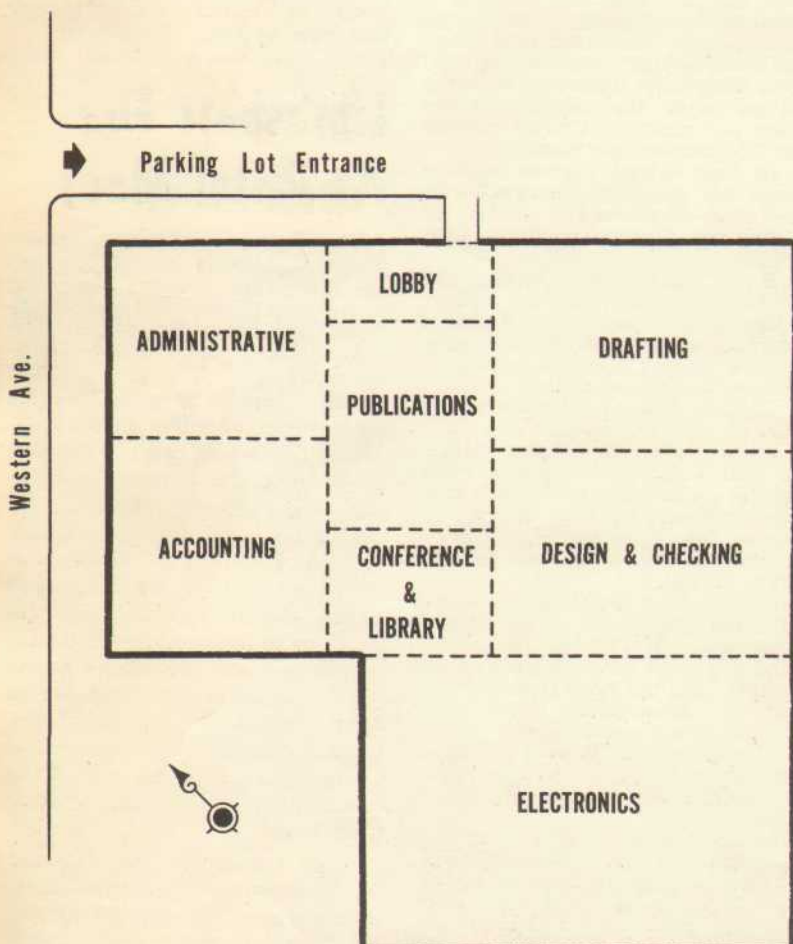 Parking Lot Entrance
LOBBY
ADMINISTRATIVE
DRAFTING
PUBLICATIONS
Western Ave.
ACCOUNTING
CONFERENCE
&
LIBRARY
DESIGN & CHECKING
ELECTRONICS